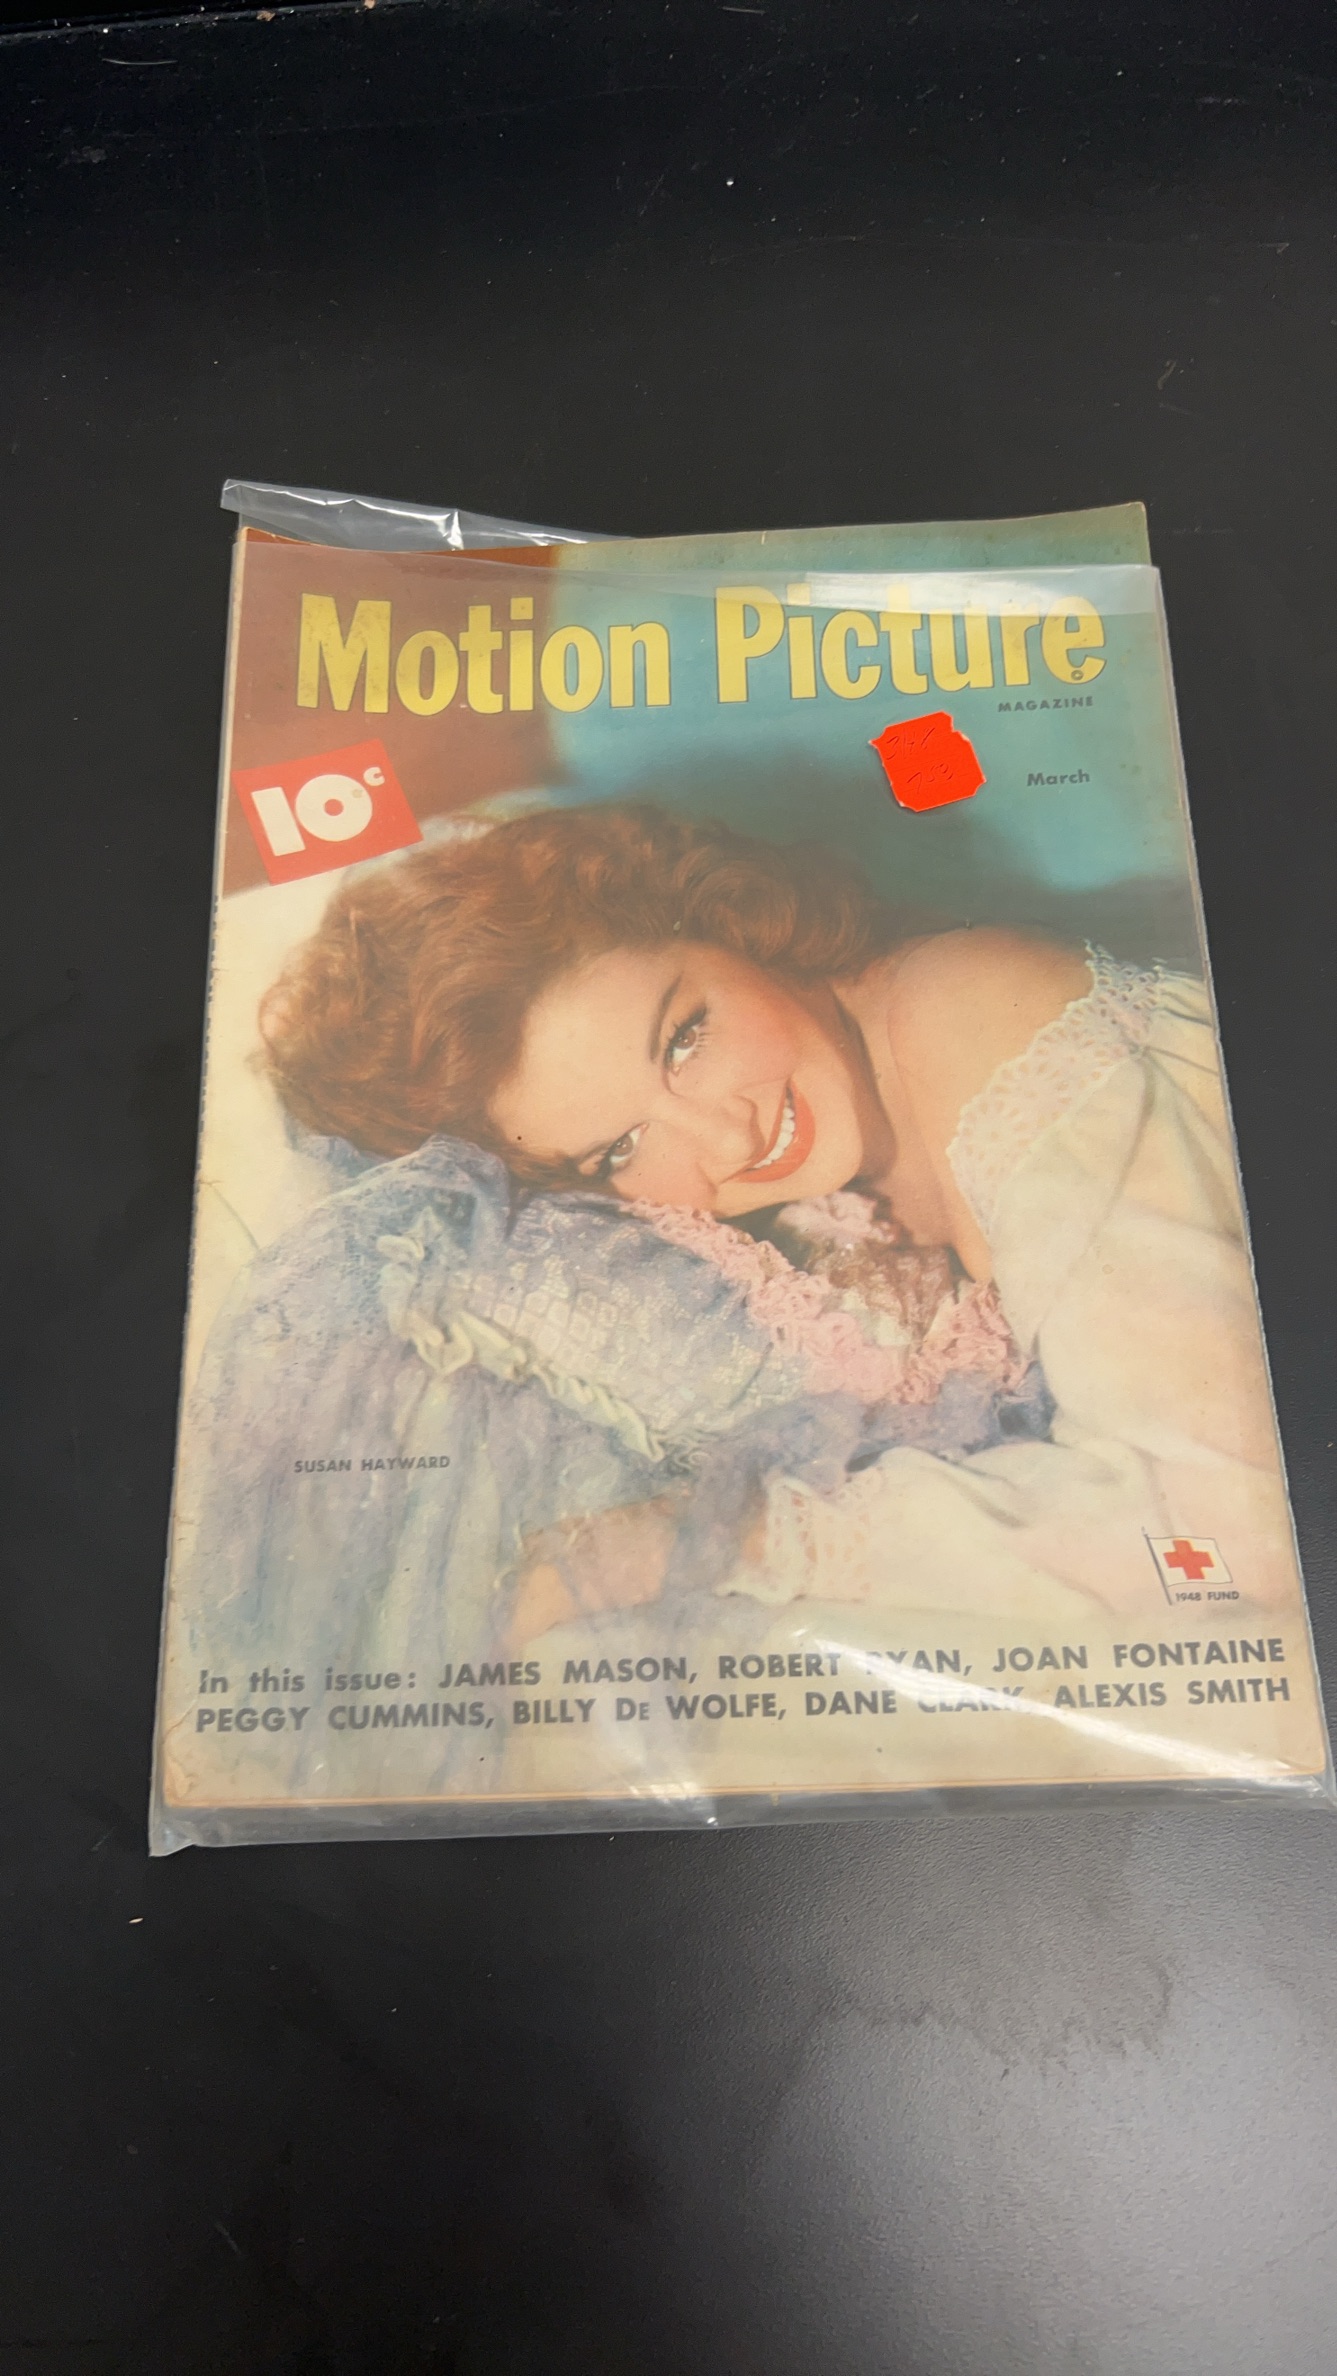 Motion Picture
MAGAZINE
10c
March
SUSAN HAYWARD
1948 FUND
In this issue: JAMES MASON, ROBERT RYAN, JOAN FONTAINE
PEGGY CUMMINS, BILLY DE WOLFE, DANE CLARK, ALEXIS SMITH